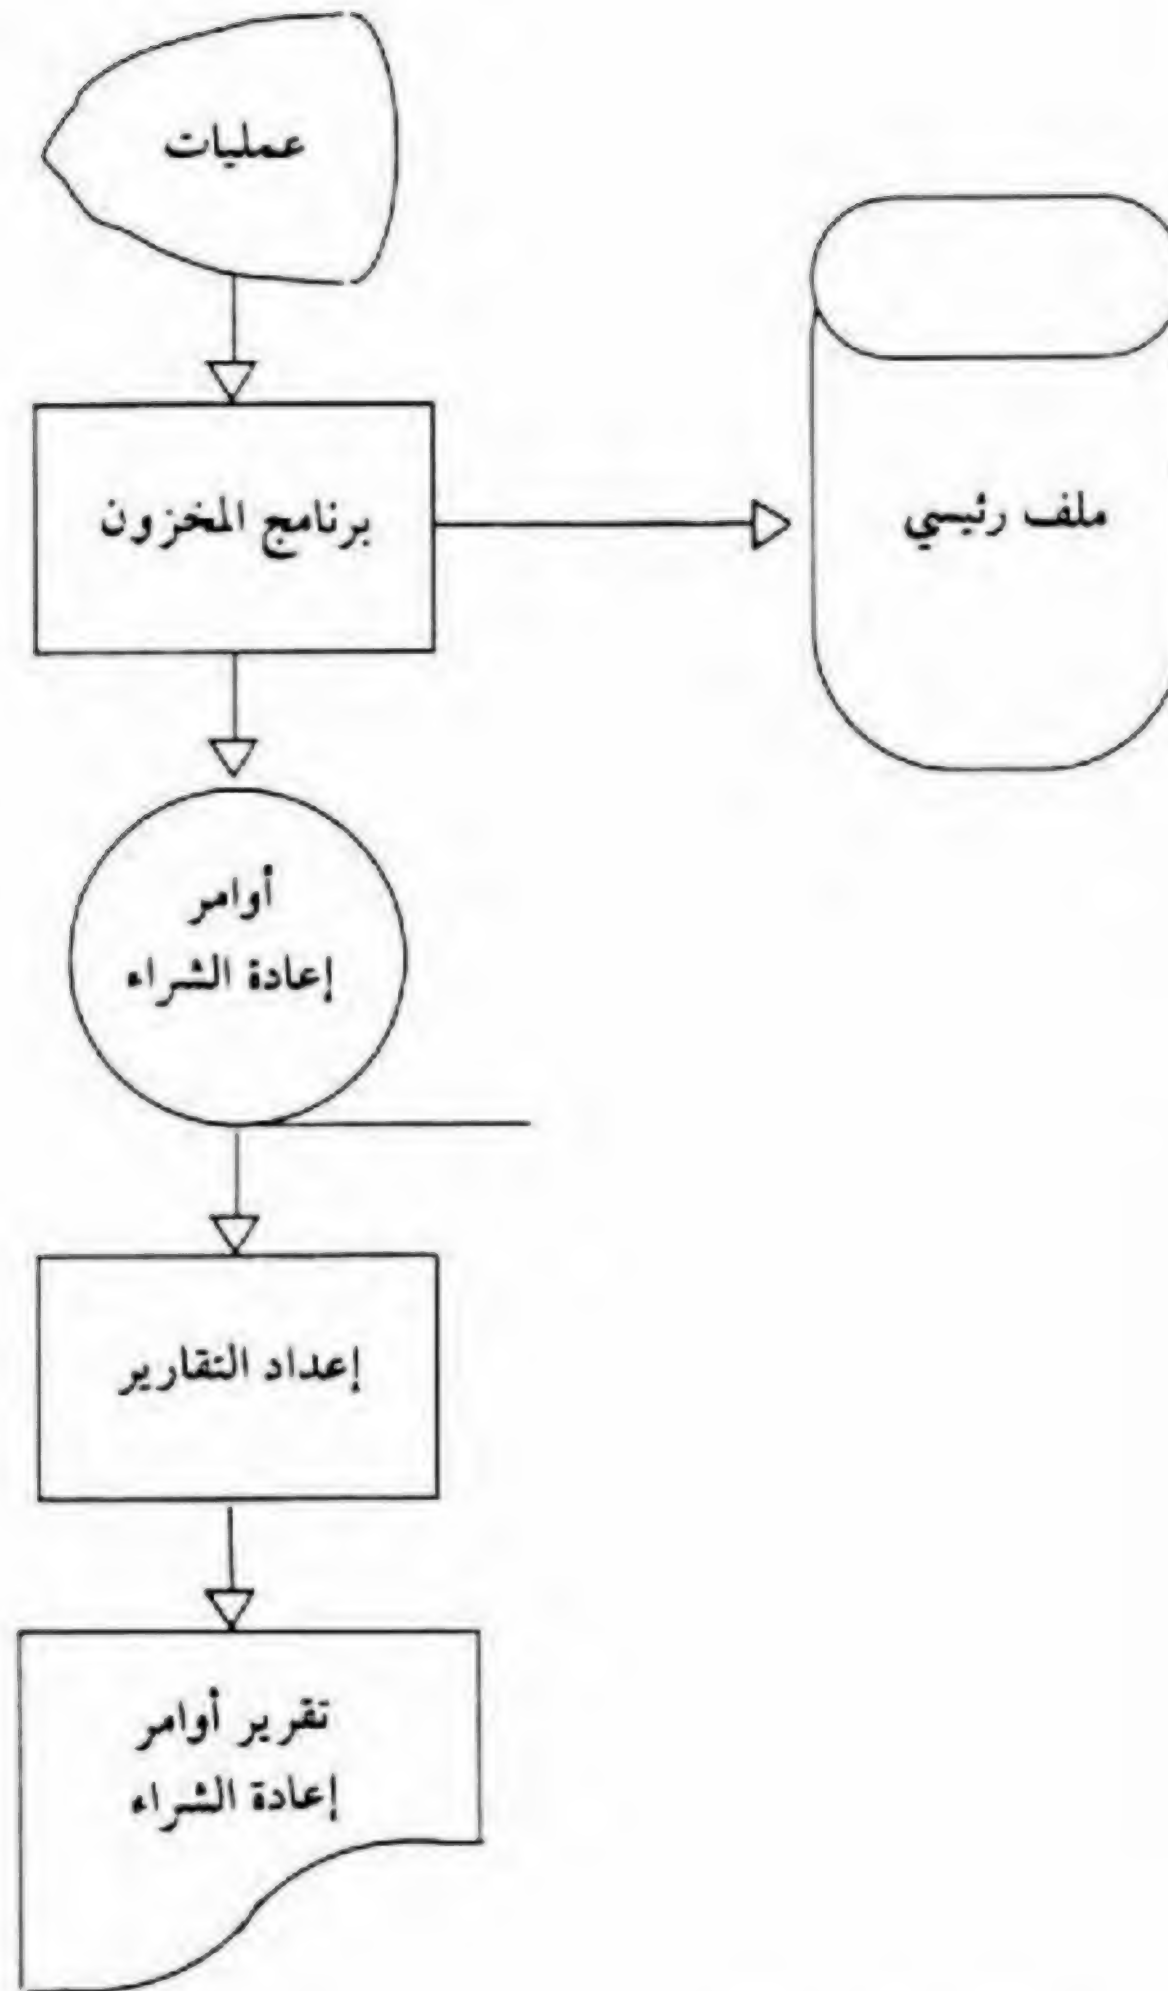 عمليات
برنامج المخزون
ملف رئيسي
أوامر
إعادة الشراء
إعداد التقارير
تقرير أوامر
إعادة الشراء